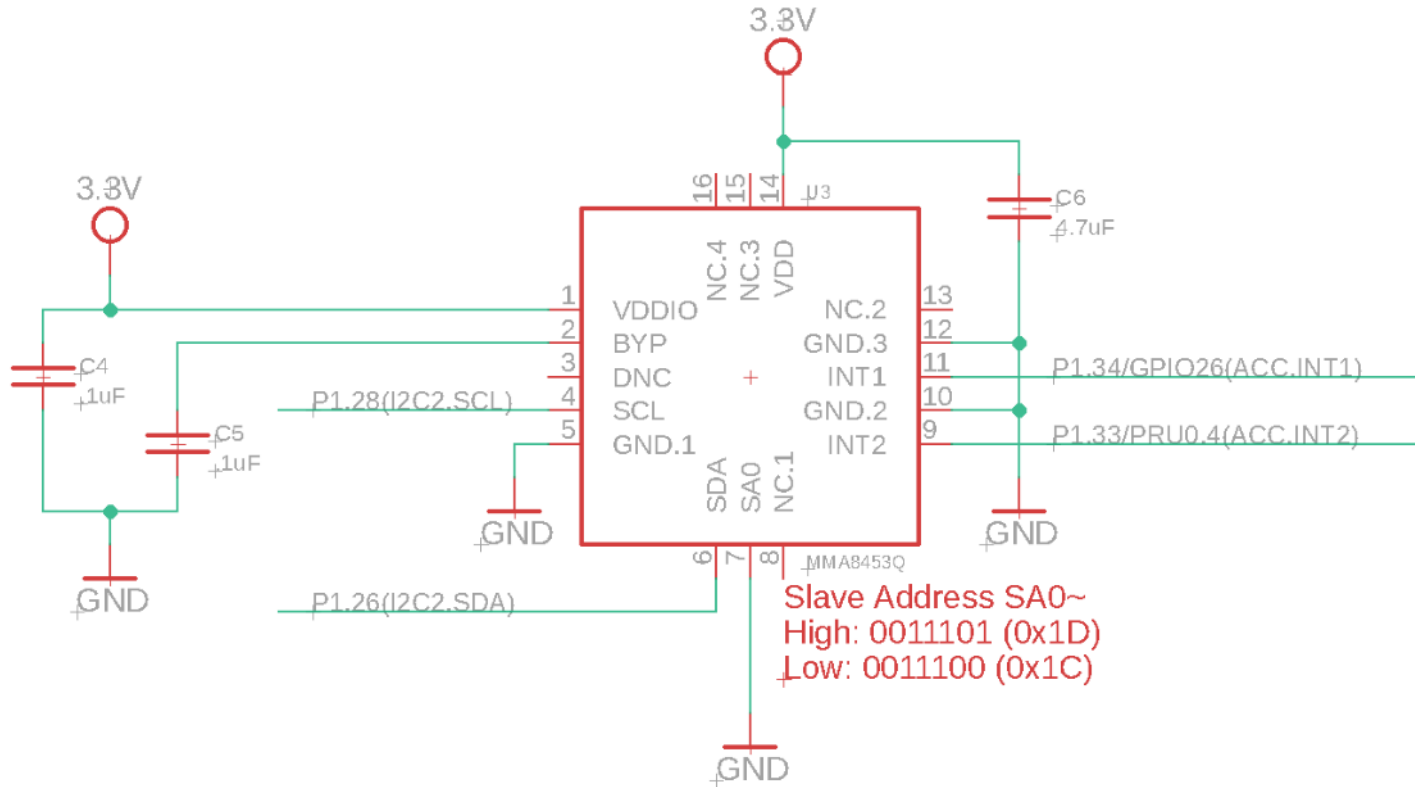 3.3V
3.3V
16
15
14
U3
C6
4.7uF
NC.4
NC.3
VDD
1
VDDIO
NC.2
13
2
BYP
GND.3
12
C4
.1uF
3
DNC
INT1
11
P1.34/GPIO26(ACC.INT1)
P1.28(I2C2.SCL)
4
SCL
GND.2
10
C5
.1uF
5
GND.1
INT2
9
P1.33/PRU0.4(ACC.INT2)
SDA
SA0
NC.1
GND
GND
6
7
8
MMA8453Q
GND
P1.26(I2C2.SDA)
Slave Address SA0~
High: 0011101 (0x1D)
Low: 0011100 (0x1C)
GND